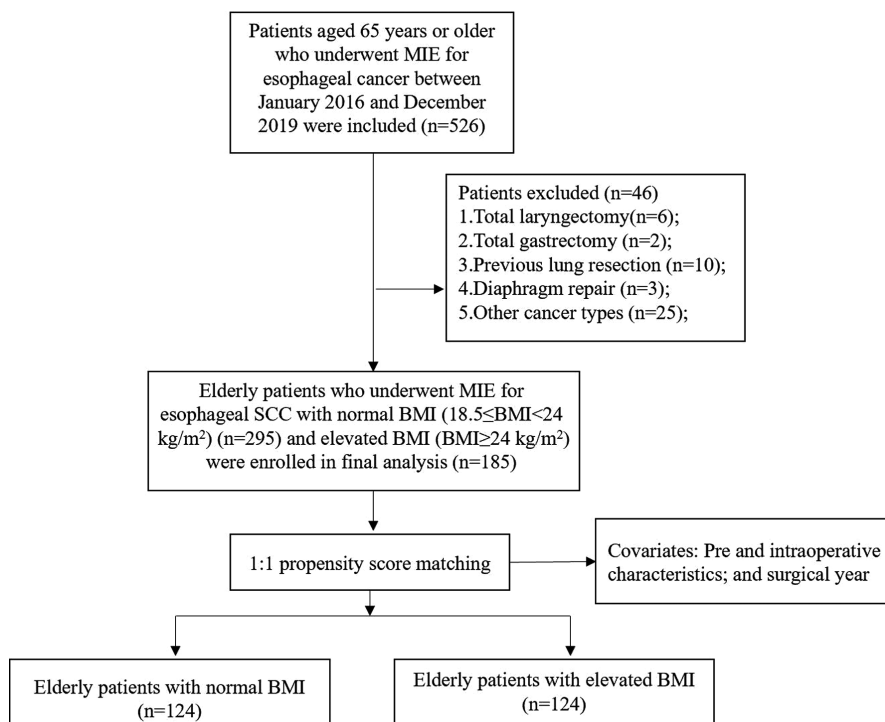 Patients aged 65 years or older
who underwent MIE for
esophageal cancer between
January 2016 and December
2019 were included (n=526)
Patients excluded (n=46)
1.Total laryngectomy(n=6);
2.Total gastrectomy (n=2);
3.Previous lung resection (n=10);
4.Diaphragm repair (n=3);
5.Other cancer types (n=25);
Elderly patients who underwent MIE for
esophageal SCC with normal BMI (18.5≤BMI<24
kg/m²) (n=295) and elevated BMI (BMI≥24 kg/m²)
were enrolled in final analysis (n=185)
1:1 propensity score matching
Covariates: Pre and intraoperative
characteristics; and surgical year
Elderly patients with normal BMI
(n=124)
Elderly patients with elevated BMI
(n=124)